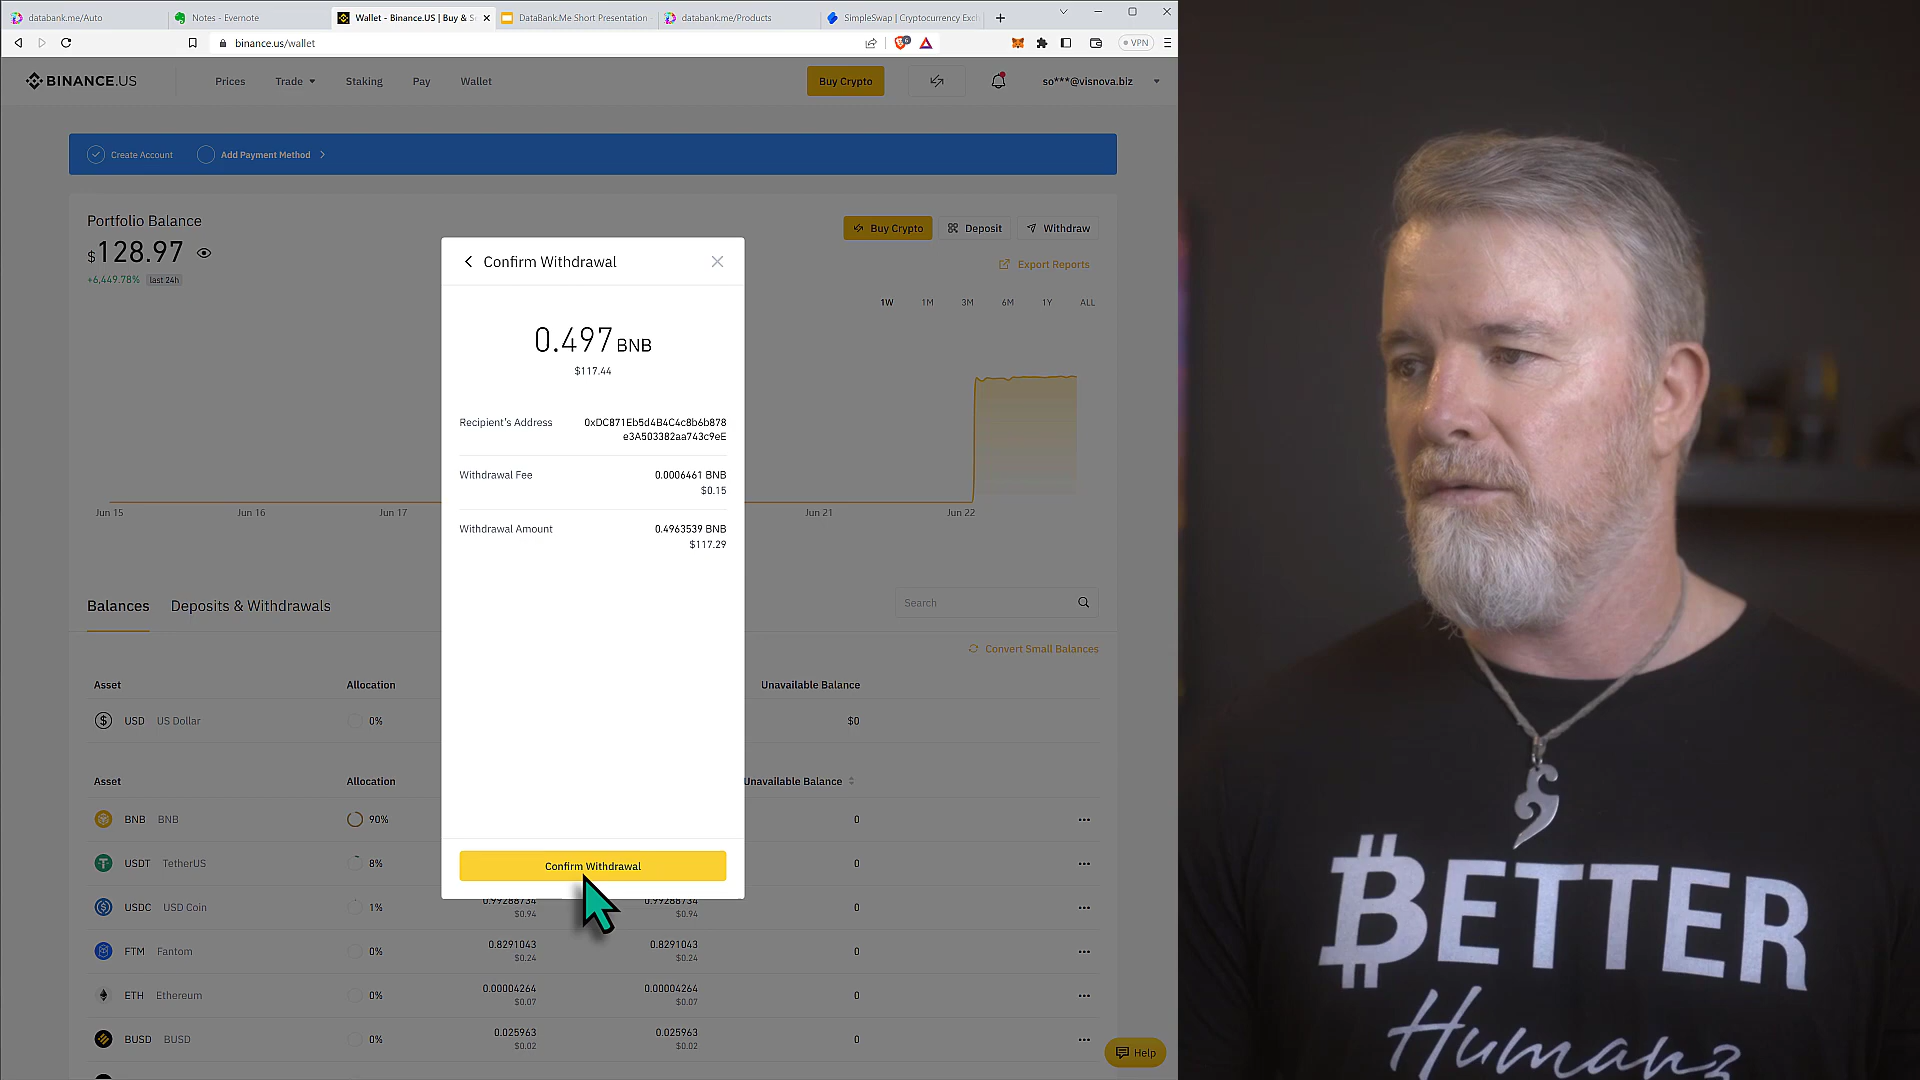 databank.me/Auto
Notes - Evernote
Wallet - Binance.US | Buy & S
DataBank.Me Short Presentation
databank.me/Products
SimpleSwap | Cryptocurrency Exc
binance.us/wallet
6
VPN
BINANCE.US
Prices
Trade
Staking
Pay
Wallet
Buy Crypto
so***@visnova.biz
Create Account
Add Payment Method
Portfolio Balance
$128.97
+6,449.78%
last 24h
Buy Crypto
Deposit
Withdraw
Export Reports
1W
1M
3M
6M
1Y
ALL
Confirm Withdrawal
0.497 BNB
$117.44
Recipient's Address
0xDC871Eb5d4B4C4c8b6b878
e3A503382aa743c9eE
Withdrawal Fee
0.0006461 BNB
$0.15
Withdrawal Amount
0.4963539 BNB
$117.29
Confirm Withdrawal
Jun 15
Jun 16
Jun 17
Jun 21
Jun 22
Balances
Deposits & Withdrawals
Search
Convert Small Balances
Asset
Allocation
Unavailable Balance
USD US Dollar
0%
$0
Asset
Allocation
Unavailable Balance
BNB BNB
90%
0
USDT TetherUS
8%
0
USDC USD Coin
1%
0.99288734
$0.94
0.99288734
$0.94
0
FTM Fantom
0%
0.8291043
$0.24
0.8291043
$0.24
0
ETH Ethereum
0%
0.00004264
$0.07
0.00004264
$0.07
0
BUSD BUSD
0%
0.025963
$0.02
0.025963
$0.02
0
Help
₿ETTER
Humanz